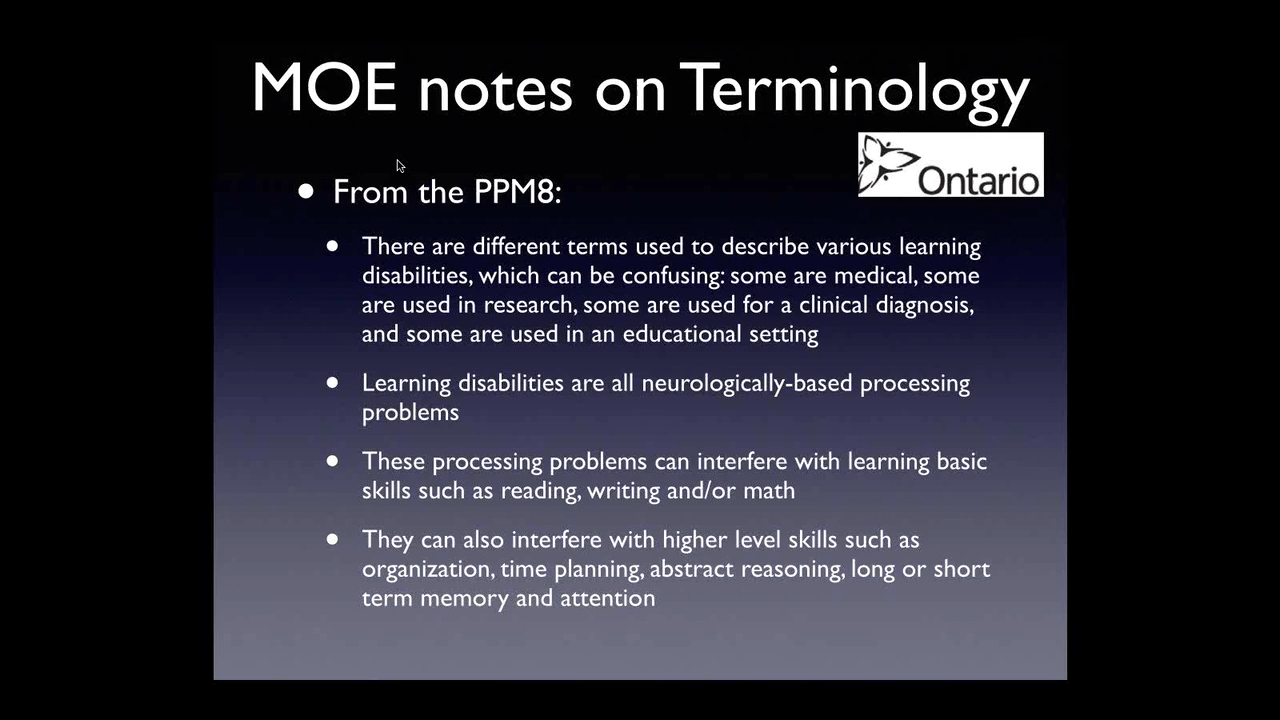 MOE notes on Terminology
Ontario
• From the PPM8:
• There are different terms used to describe various learning
disabilities, which can be confusing: some are medical, some
are used in research, some are used for a clinical diagnosis,
and some are used in an educational setting
• Learning disabilities are all neurologically-based processing
problems
• These processing problems can interfere with learning basic
skills such as reading, writing and/or math
• They can also interfere with higher level skills such as
organization, time planning, abstract reasoning, long or short
term memory and attention